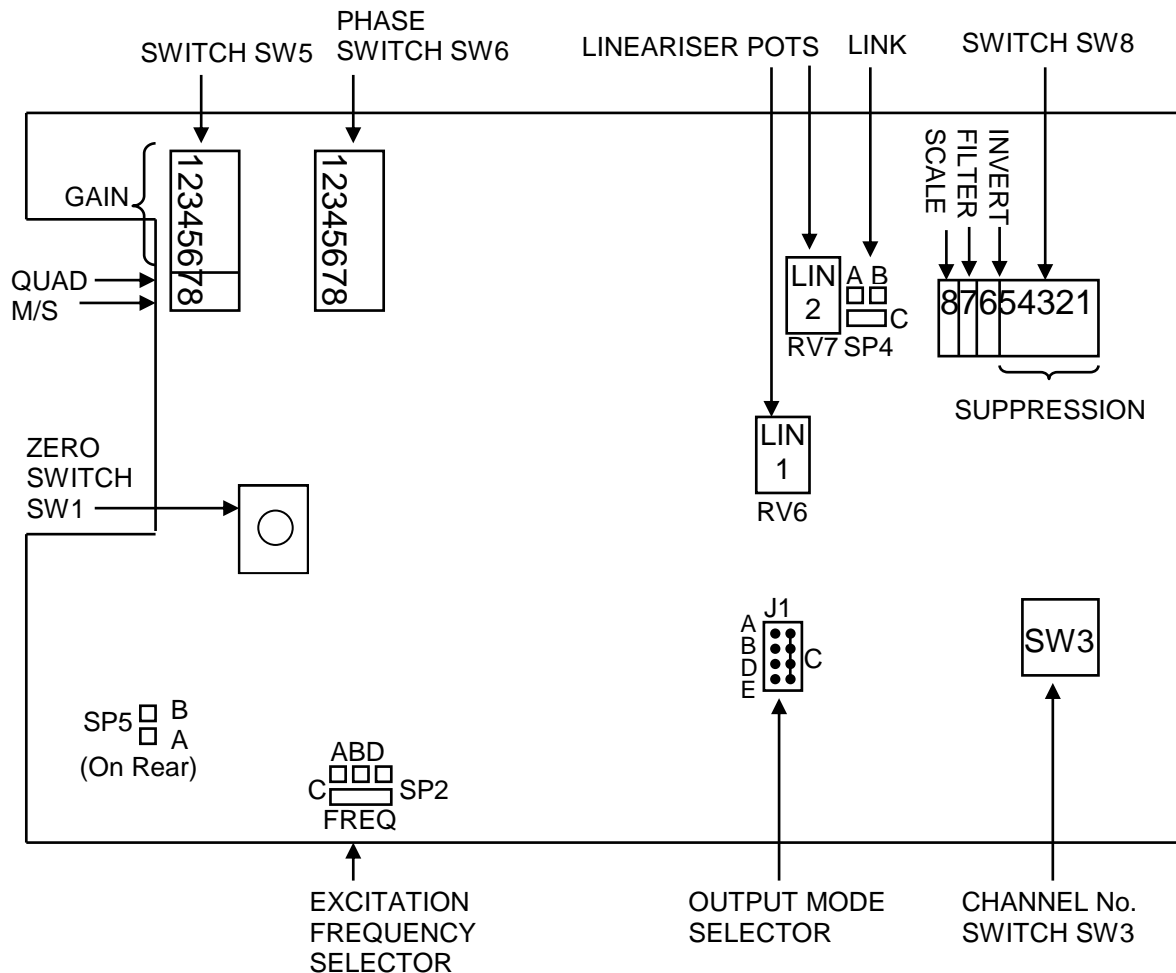 SWITCH SW5
PHASE
SWITCH SW6
LINEARISER POTS
LINK
SWITCH SW8
GAIN
12345678
12345678
QUAD
M/S
SCALE
FILTER
INVERT
LIN
2
RV7
A B
C
SP4
87654321
SUPPRESSION
LIN
1
RV6
ZERO
SWITCH
SW1
J1
A
B
D
E
C
SW3
SP5
B
A
(On Rear)
ABD
C
SP2
FREQ
EXCITATION
FREQUENCY
SELECTOR
OUTPUT MODE
SELECTOR
CHANNEL No.
SWITCH SW3